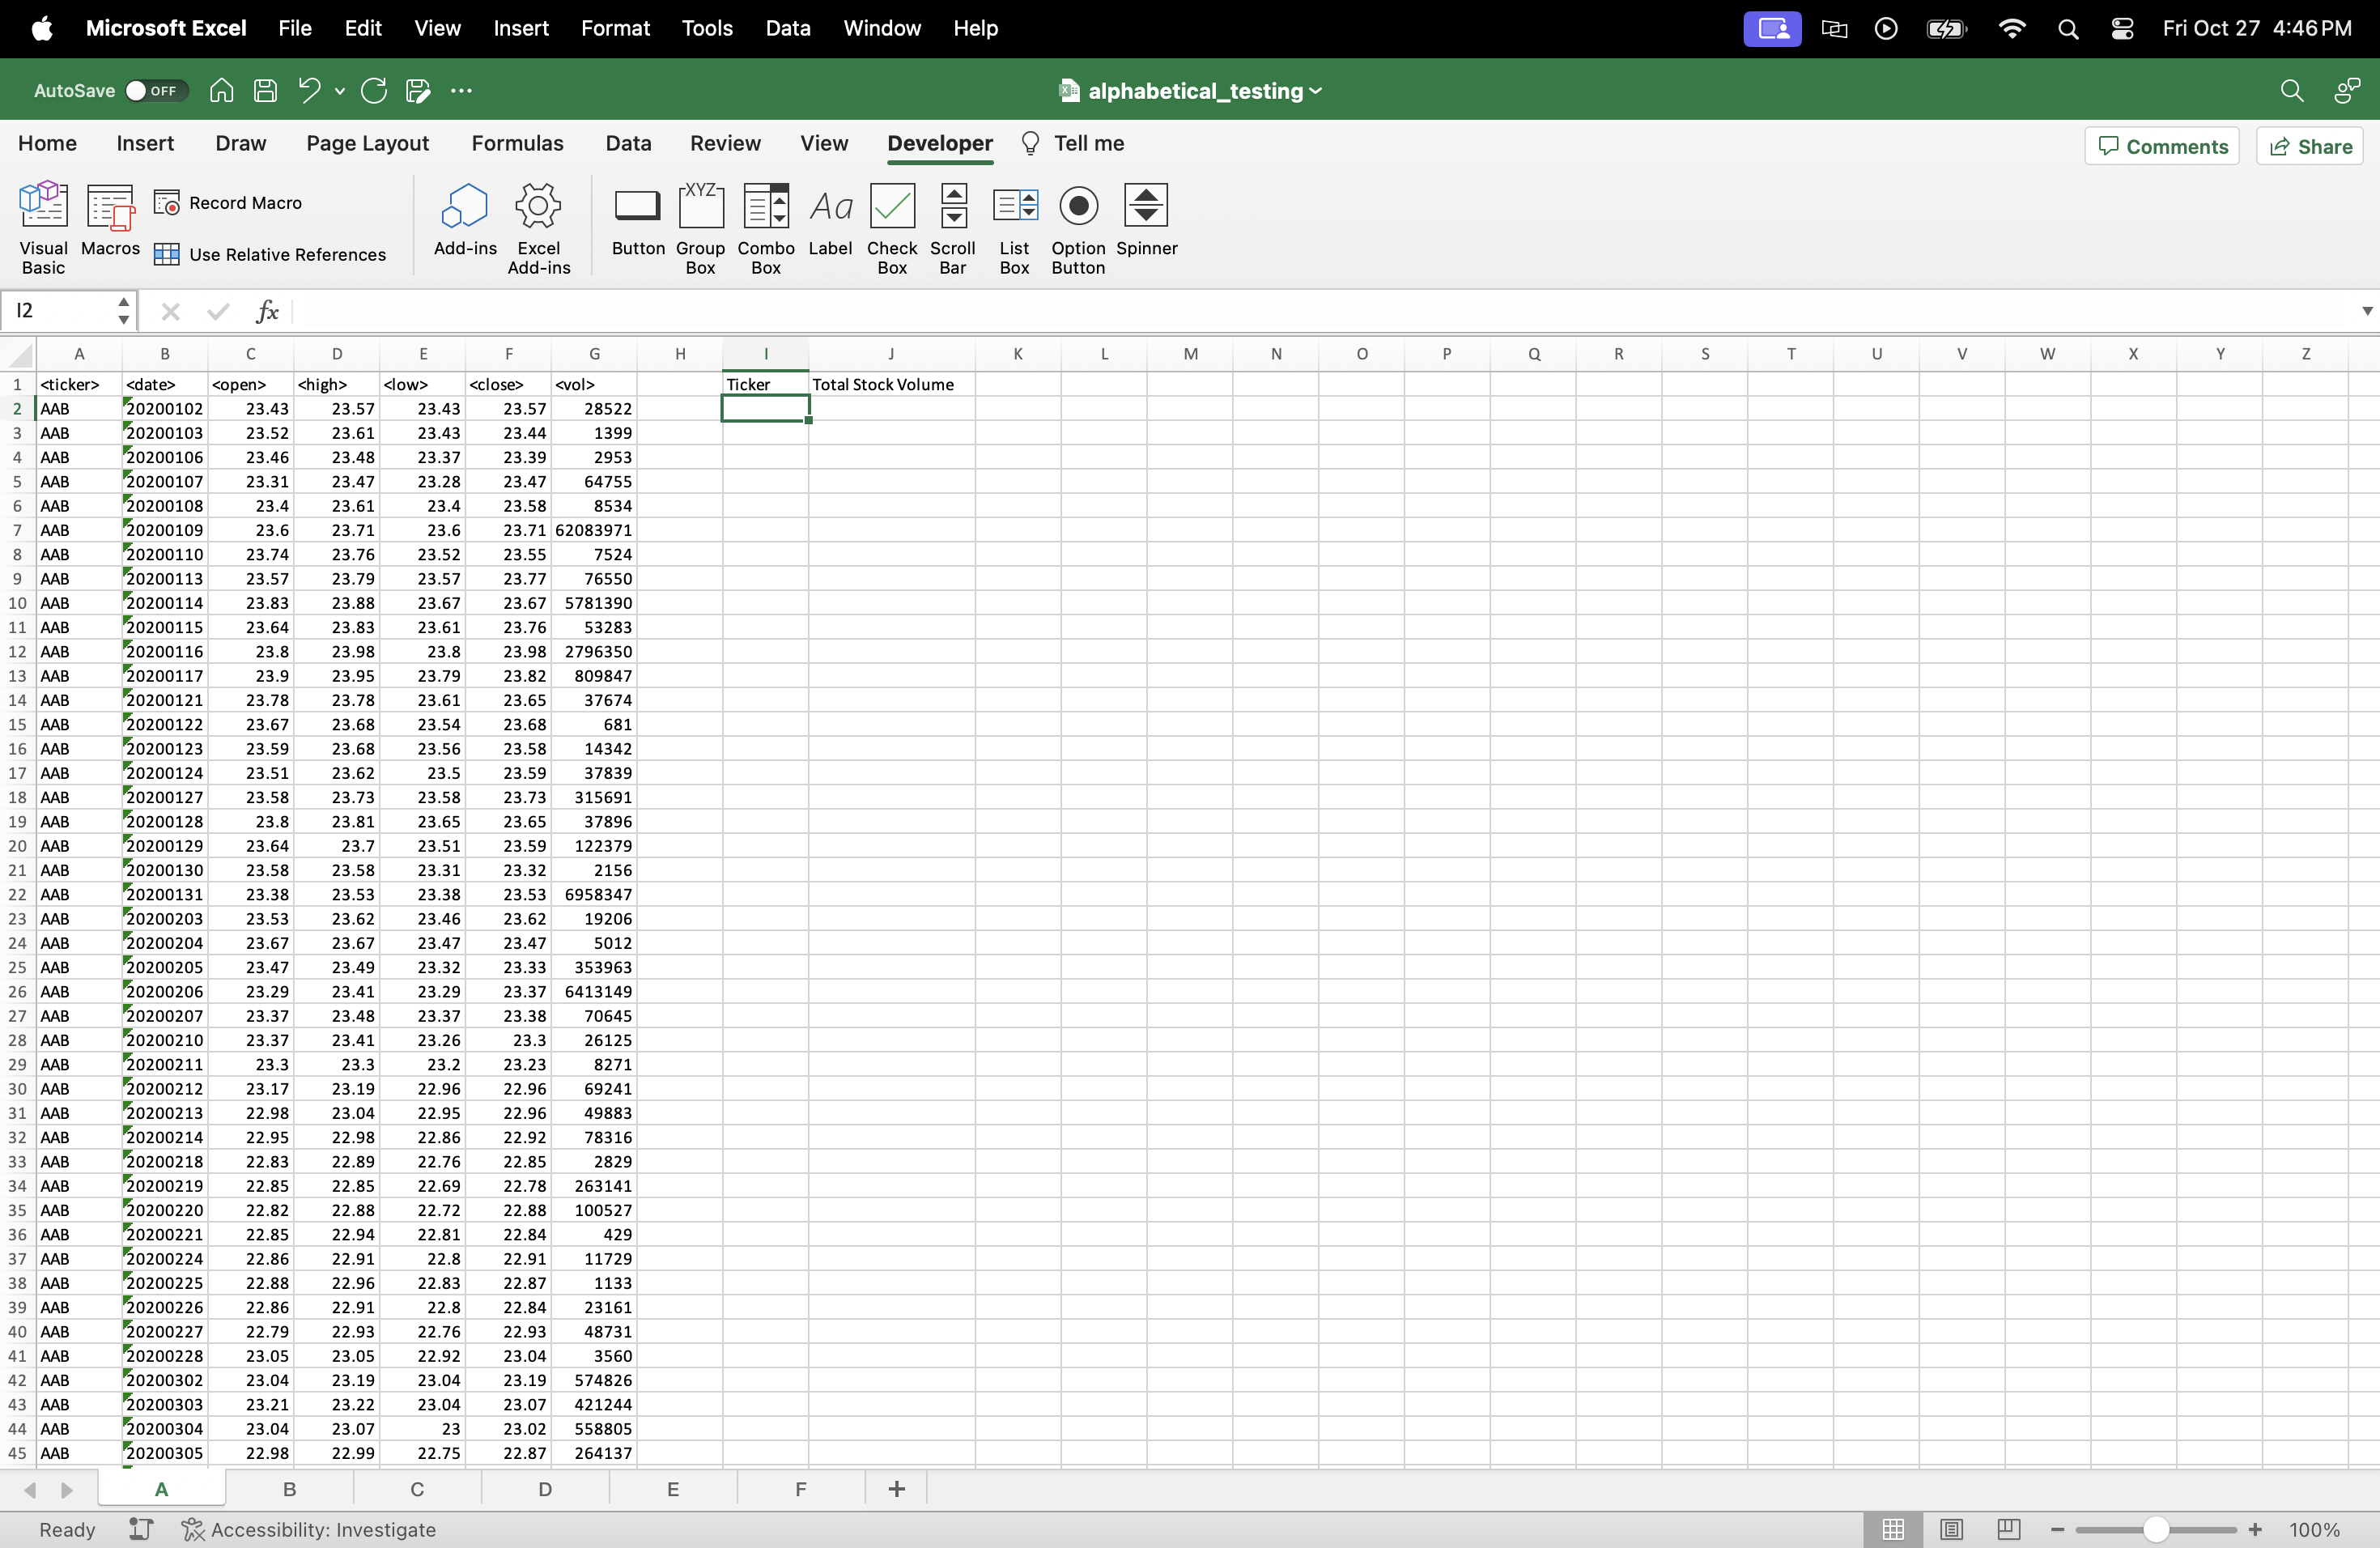 Microsoft Excel File Edit View Insert Format Tools Data Window Help Fri Oct 27 4:46 PM
AutoSave OFF alphabetical_testing
Home Insert Draw Page Layout Formulas Data Review View Developer Tell me Comments Share
Visual Basic Macros Record Macro Use Relative References Add-ins Excel Add-ins Button XYZ Group Box Combo Box Aa Label Check Box Scroll Bar List Box Option Button Spinner
I2 fx
A B C D E F G H I J K L M N O P Q R S T U V W X Y Z
1 <ticker> <date> <open> <high> <low> <close> <vol> Ticker Total Stock Volume
2 AAB 20200102 23.43 23.57 23.43 23.57 28522
3 AAB 20200103 23.52 23.61 23.43 23.44 1399
4 AAB 20200106 23.46 23.48 23.37 23.39 2953
5 AAB 20200107 23.31 23.47 23.28 23.47 64755
6 AAB 20200108 23.4 23.61 23.4 23.58 8534
7 AAB 20200109 23.6 23.71 23.6 23.71 62083971
8 AAB 20200110 23.74 23.76 23.52 23.55 7524
9 AAB 20200113 23.57 23.79 23.57 23.77 76550
10 AAB 20200114 23.83 23.88 23.67 23.67 5781390
11 AAB 20200115 23.64 23.83 23.61 23.76 53283
12 AAB 20200116 23.8 23.98 23.8 23.98 2796350
13 AAB 20200117 23.9 23.95 23.79 23.82 809847
14 AAB 20200121 23.78 23.78 23.61 23.65 37674
15 AAB 20200122 23.67 23.68 23.54 23.68 681
16 AAB 20200123 23.59 23.68 23.56 23.58 14342
17 AAB 20200124 23.51 23.62 23.5 23.59 37839
18 AAB 20200127 23.58 23.73 23.58 23.73 315691
19 AAB 20200128 23.8 23.81 23.65 23.65 37896
20 AAB 20200129 23.64 23.7 23.51 23.59 122379
21 AAB 20200130 23.58 23.58 23.31 23.32 2156
22 AAB 20200131 23.38 23.53 23.38 23.53 6958347
23 AAB 20200203 23.53 23.62 23.46 23.62 19206
24 AAB 20200204 23.67 23.67 23.47 23.47 5012
25 AAB 20200205 23.47 23.49 23.32 23.33 353963
26 AAB 20200206 23.29 23.41 23.29 23.37 6413149
27 AAB 20200207 23.37 23.48 23.37 23.38 70645
28 AAB 20200210 23.37 23.41 23.26 23.3 26125
29 AAB 20200211 23.3 23.3 23.2 23.23 8271
30 AAB 20200212 23.17 23.19 22.96 22.96 69241
31 AAB 20200213 22.98 23.04 22.95 22.96 49883
32 AAB 20200214 22.95 22.98 22.86 22.92 78316
33 AAB 20200218 22.83 22.89 22.76 22.85 2829
34 AAB 20200219 22.85 22.85 22.69 22.78 263141
35 AAB 20200220 22.82 22.88 22.72 22.88 100527
36 AAB 20200221 22.85 22.94 22.81 22.84 429
37 AAB 20200224 22.86 22.91 22.8 22.91 11729
38 AAB 20200225 22.88 22.96 22.83 22.87 1133
39 AAB 20200226 22.86 22.91 22.8 22.84 23161
40 AAB 20200227 22.79 22.93 22.76 22.93 48731
41 AAB 20200228 23.05 23.05 22.92 23.04 3560
42 AAB 20200302 23.04 23.19 23.04 23.19 574826
43 AAB 20200303 23.21 23.22 23.04 23.07 421244
44 AAB 20200304 23.04 23.07 23 23.02 558805
45 AAB 20200305 22.98 22.99 22.75 22.87 264137
A B C D E F +
Ready Accessibility: Investigate 100%